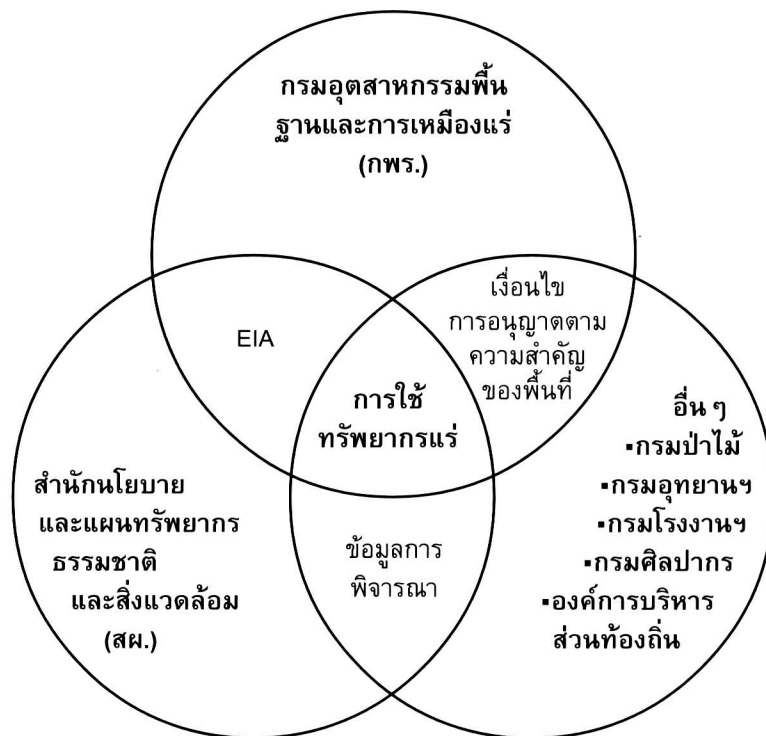 กรมอุตสาหกรรมพื้น
ฐานและการเหมืองแร่
(กพร.)
EIA
เงื่อนไข
การอนุญาตตาม
ความสำคัญ
ของพื้นที่
การใช้
ทรัพยากรแร่
สำนักนโยบาย
และแผนทรัพยากร
ธรรมชาติ
และสิ่งแวดล้อม
(สผ.)
ข้อมูลการ
พิจารณา
อื่น ๆ
▪กรมป่าไม้
▪กรมอุทยานฯ
▪กรมโรงงานฯ
▪กรมศิลปากร
▪องค์การบริหาร
ส่วนท้องถิ่น